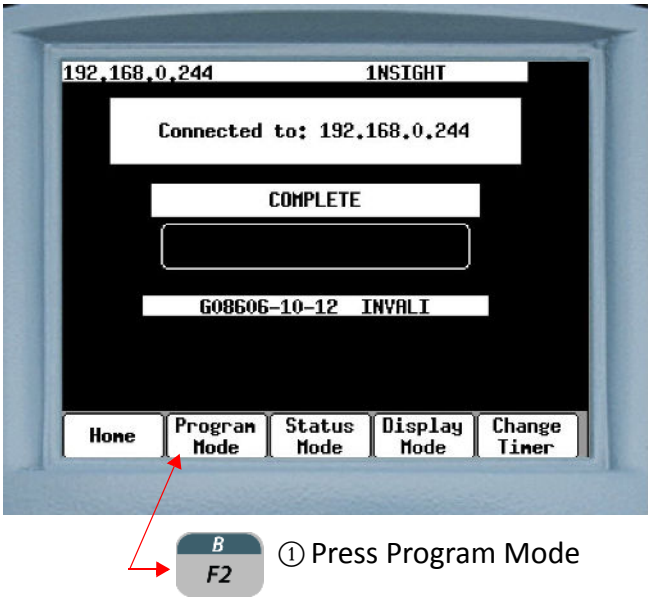 192.168.0.244 1NSIGHT
Connected to: 192.168.0.244
COMPLETE
G08606-10-12 INVALI
Home Program Mode Status Mode Display Mode Change Timer
B
F2
① Press Program Mode